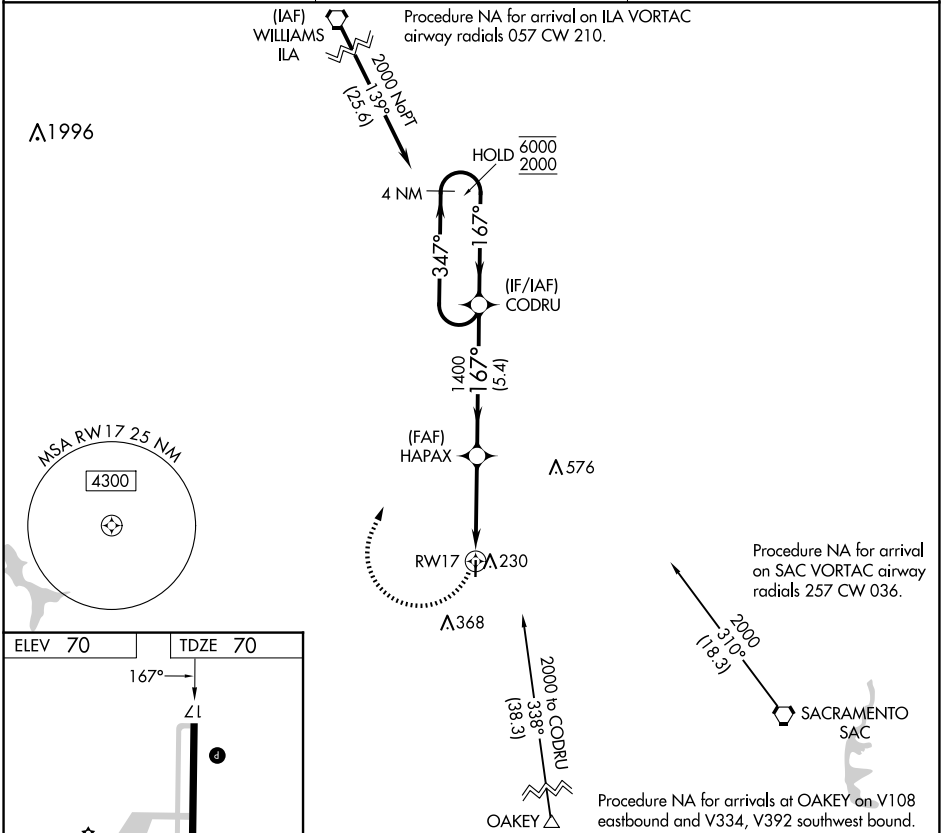 (IAF)
WILLIAMS
ILA
Procedure NA for arrival on ILA VORTAC
airway radials 057 CW 210.
2000 NoPT
139°
(25.6)
1996
HOLD 6000
2000
4 NM
347°
167°
(IF/IAF)
CODRU
1400
167°
(5.4)
(FAF)
HAPAX
576
MSA RW17 25 NM
4300
RW17
230
368
Procedure NA for arrival
on SAC VORTAC airway
radials 257 CW 036.
2000
310°
(18.3)
SACRAMENTO
SAC
2000 to CODRU
338°
(38.3)
OAKEY
Procedure NA for arrivals at OAKEY on V108
eastbound and V334, V392 southwest bound.
ELEV 70
TDZE 70
167°
17
P